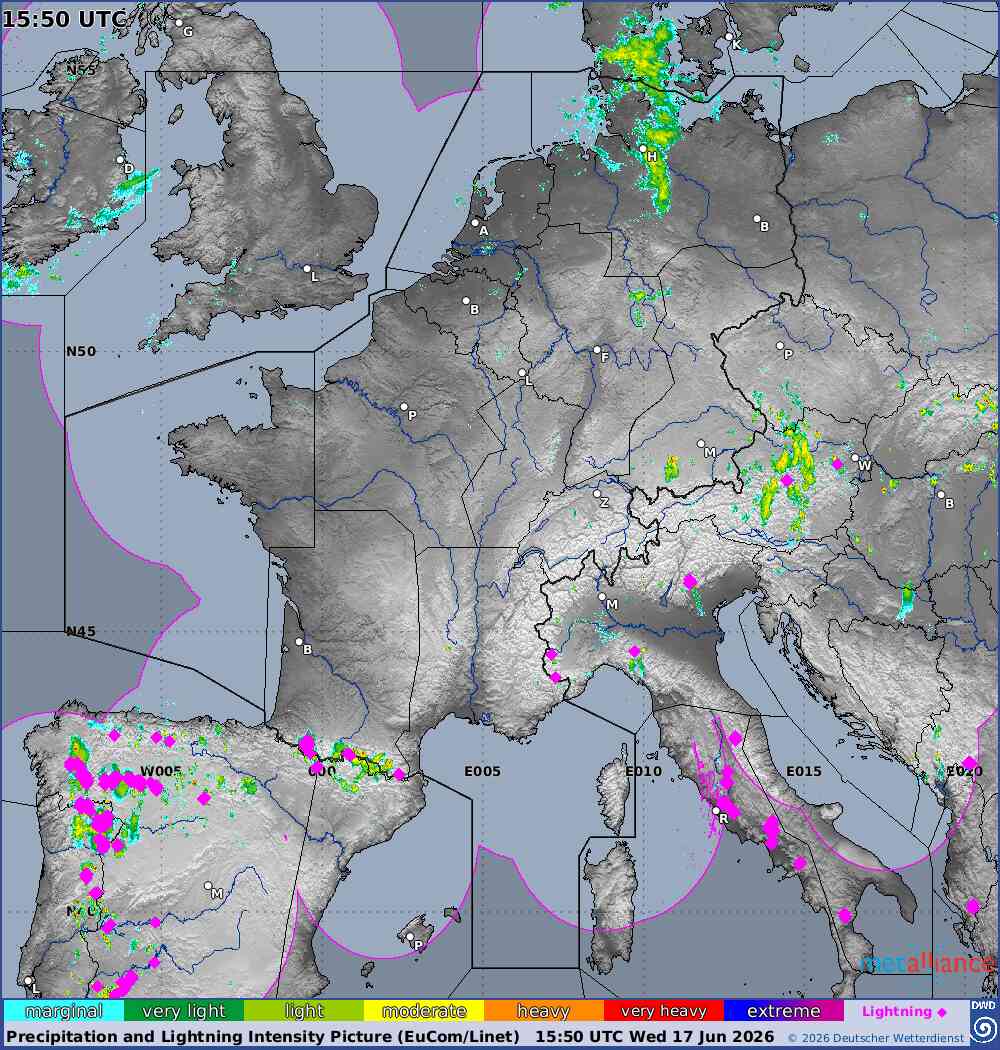 15:50 UTC
G
K
N55
D
H
A
B
L
B
N50
P
F
L
P
M
W
B
Z
M
N45
B
W005
000
E005
E010
E015
E020
R
M
N40
P
L
metalliance
marginal very light light moderate heavy very heavy extreme Lightning
DWD
Precipitation and Lightning Intensity Picture (EuCom/Linet) 15:50 UTC Wed 17 Jun 2026 © 2026 Deutscher Wetterdienst